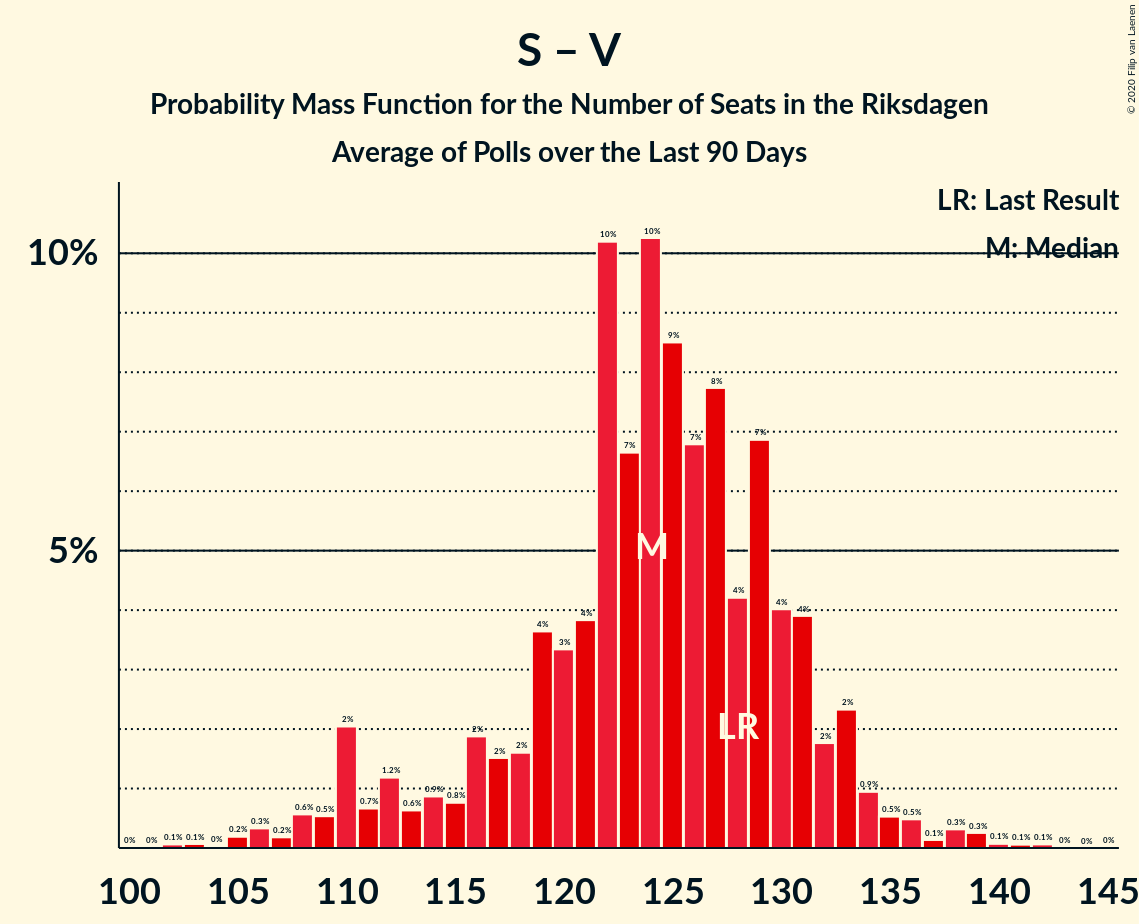 S – V
Probability Mass Function for the Number of Seats in the Riksdagen
Average of Polls over the Last 90 Days
© 2020 Filip van Laenen
LR: Last Result
M: Median
10%
5%
0% 0% 0.1% 0.1% 0% 0.2% 0.3% 0.2% 0.6% 0.5% 2% 0.7% 1.2% 0.6% 0.9% 0.8% 2% 2% 2% 4% 3% 4% 10% 7% 10% 9% 7% 8% 4% 7% 4% 4% 2% 2% 0.9% 0.5% 0.5% 0.1% 0.3% 0.3% 0.1% 0.1% 0.1% 0% 0% 0%
M
LR
100 105 110 115 120 125 130 135 140 145